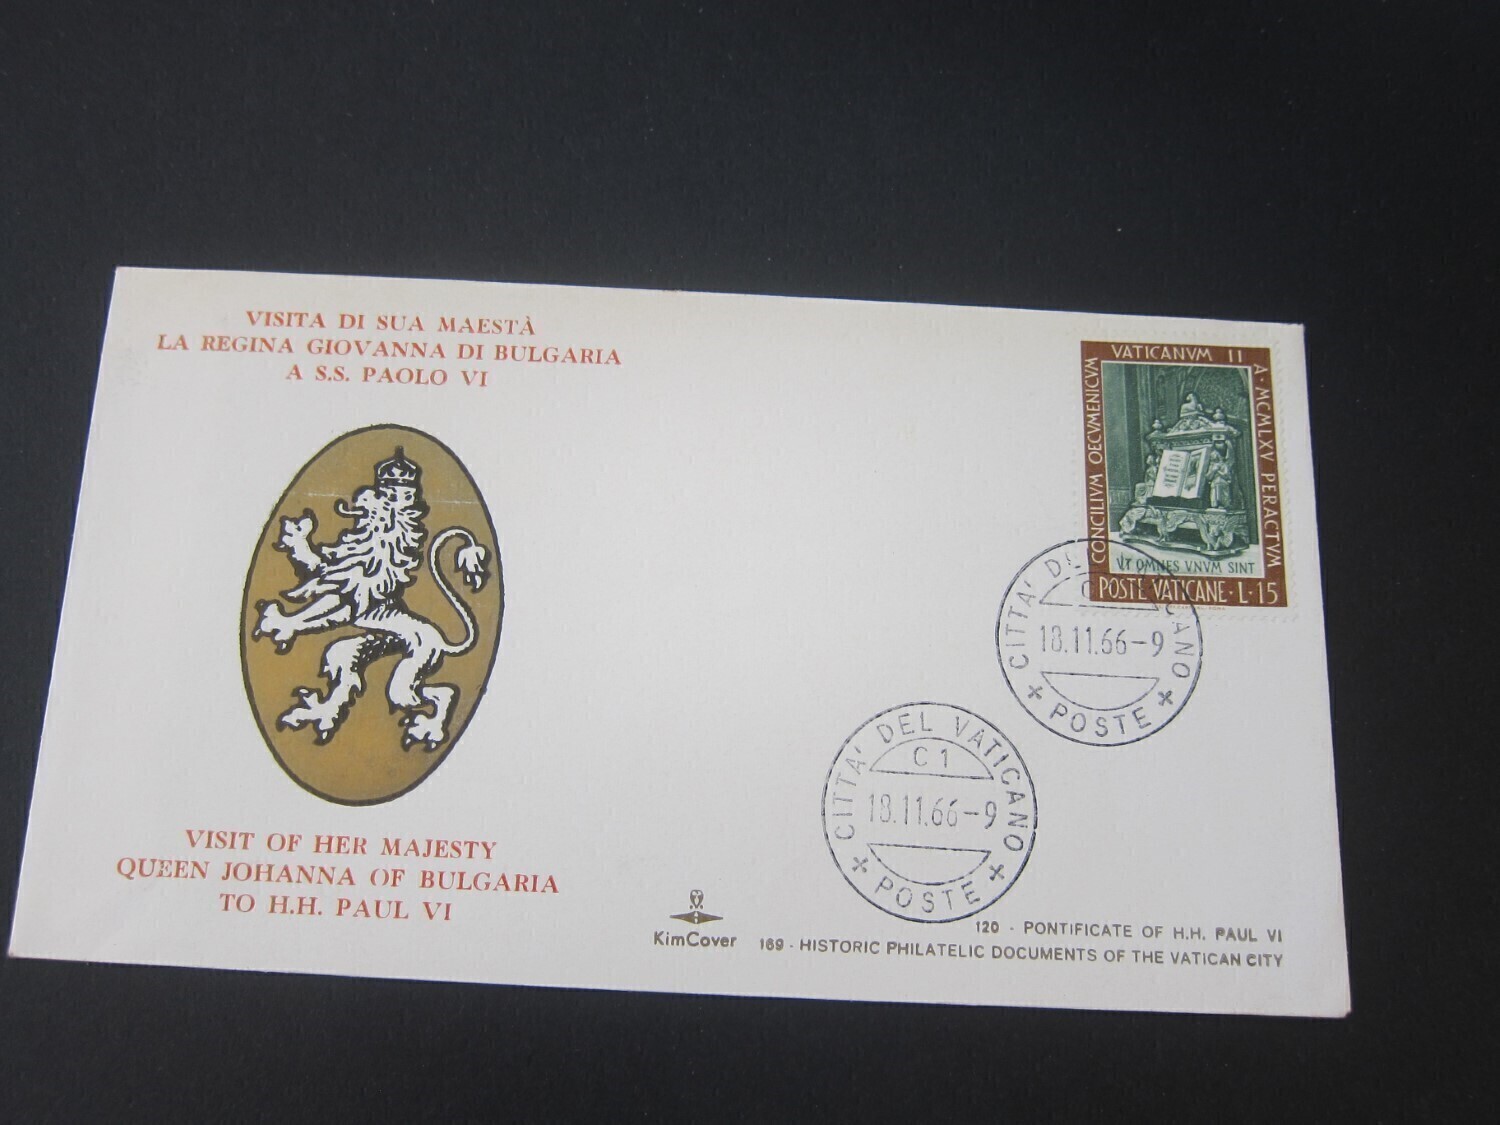 VISITA DI SUA MAESTÀ
LA REGINA GIOVANNA DI BULGARIA
A S.S. PAOLO VI
VISIT OF HER MAJESTY
QUEEN JOHANNA OF BULGARIA
TO H.H. PAUL VI
CONCILIVM OECVMENICVM VATICANVM II A·MCMLXV PERACTVM
VT OMNES VNVM SINT
POSTE VATICANE·L·15
CITTA' DEL VATICANO
18.11.66-9
POSTE
CITTA' DEL VATICANO
C 1
18.11.66-9
POSTE
KimCover
120 - PONTIFICATE OF H.H. PAUL VI
169 - HISTORIC PHILATELIC DOCUMENTS OF THE VATICAN CITY